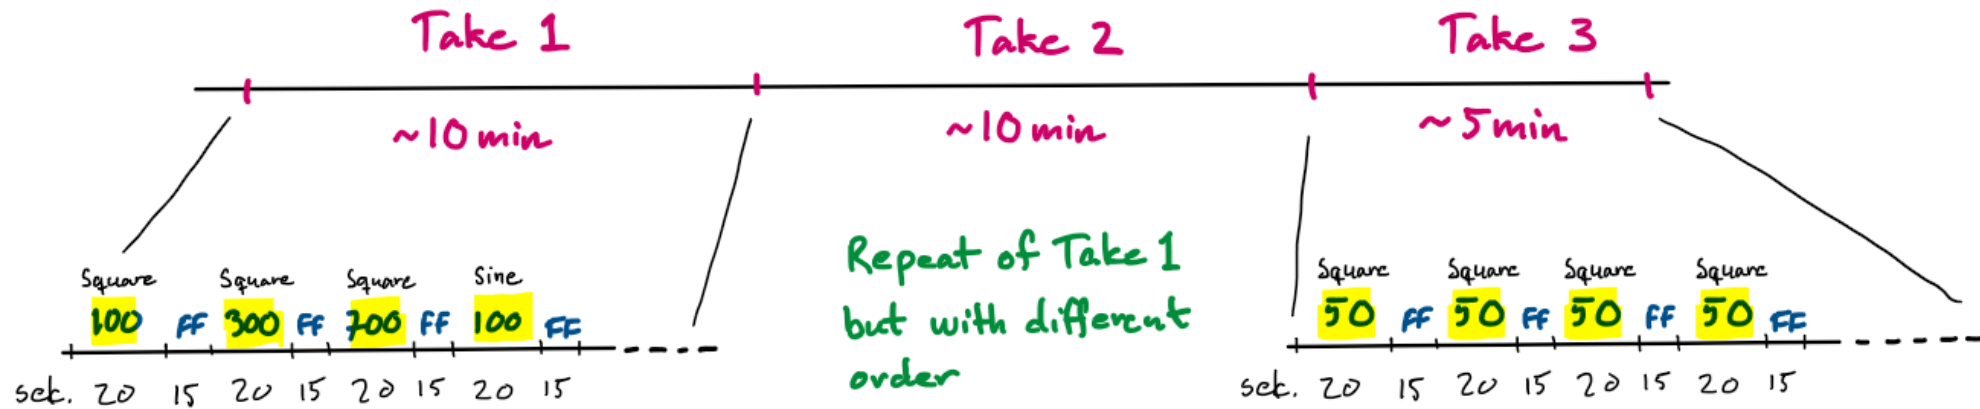 Take 1 Take 2 Take 3
~10 min ~10 min ~5 min
Repeat of Take 1
but with different
order
Square Square Square Sine
100 FF 300 FF 700 FF 100 FF
sek. 20 15 20 15 20 15 20 15
Square Square Square Square
50 FF 50 FF 50 FF 50 FF
sek. 20 15 20 15 20 15 20 15